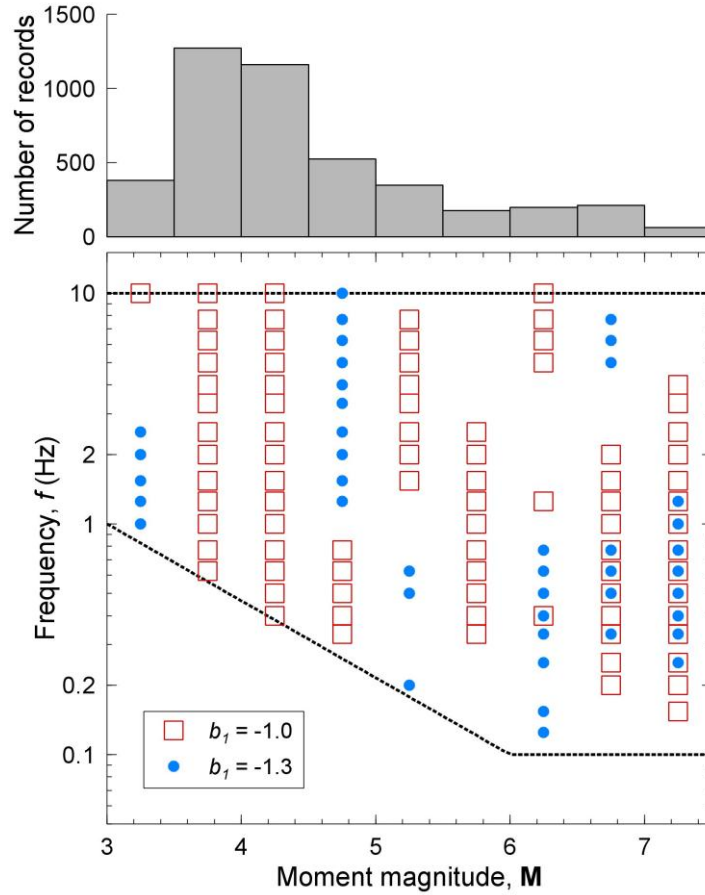 1500
1000
500
0
Number of records
10
2
1
0.2
0.1
Frequency, f (Hz)
b1 = -1.0
b1 = -1.3
3 4 5 6 7
Moment magnitude, M